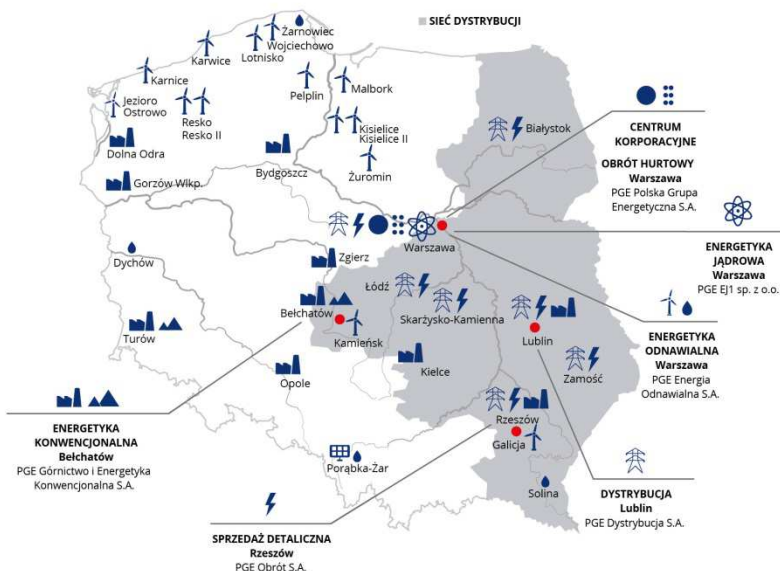 SIEĆ DYSTRYBUCJI
Żarnowiec
Wojciechowo
Lotnisko
Karwice
Karnice
Pelplin
Malbork
Jezioro
Ostrowo
Resko
Resko II
Kisielice
Kisielice II
Dolna Odra
Żuromin
Bydgoszcz
Gorzów Wlkp.
Białystok
CENTRUM
KORPORACYJNE
OBRÓT HURTOWY
Warszawa
PGE Polska Grupa
Energetyczna S.A.
Warszawa
ENERGETYKA
JĄDROWA
Warszawa
PGE EJ1 sp. z o.o.
Dychów
Zgierz
Łódź
Bełchatów
Skarżysko-Kamienna
Turów
Kamieńsk
Lublin
Kielce
Opole
Zamość
ENERGETYKA
ODNAWIALNA
Warszawa
PGE Energia
Odnawialna S.A.
ENERGETYKA
KONWENCJONALNA
Bełchatów
PGE Górnictwo i Energetyka
Konwencjonalna S.A.
Rzeszów
Galicja
Porąbka-Żar
Solina
DYSTRYBUCJA
Lublin
PGE Dystrybucja S.A.
SPRZEDAŻ DETALICZNA
Rzeszów
PGE Obrót S.A.